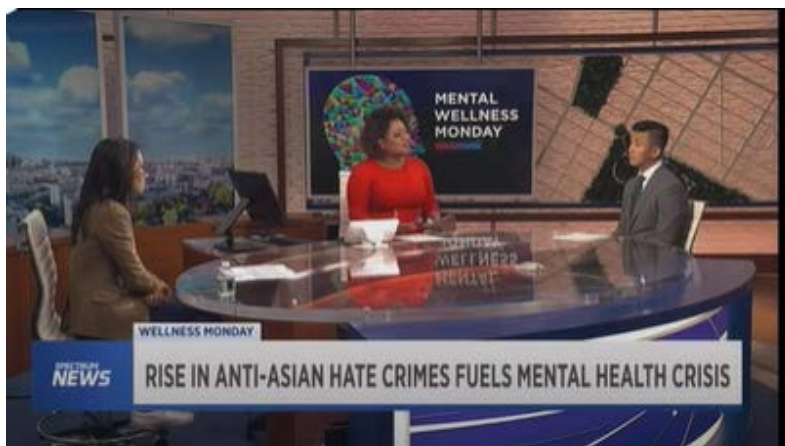 MENTAL
WELLNESS
MONDAY
WELLNESS MONDAY
SPECTRUM
NEWS
RISE IN ANTI-ASIAN HATE CRIMES FUELS MENTAL HEALTH CRISIS